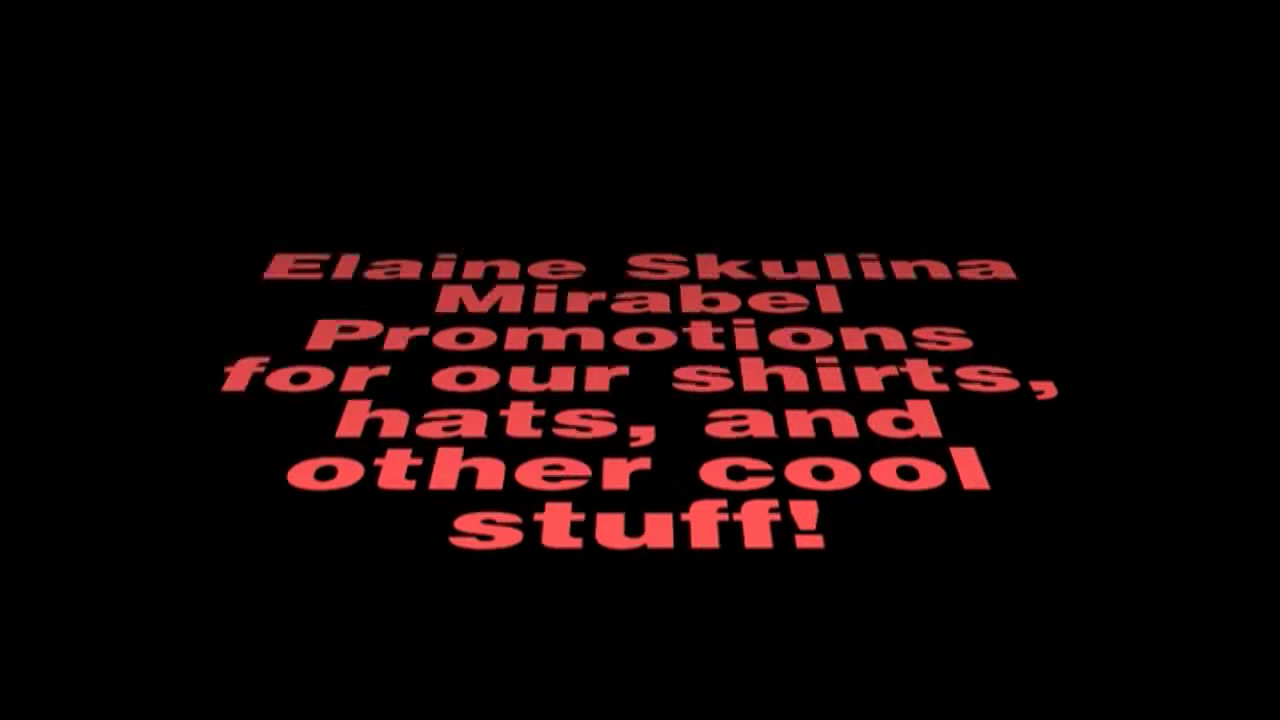 Elaine Skulina
Mirabel
Promotions
for our shirts,
hats, and
other cool
stuff!